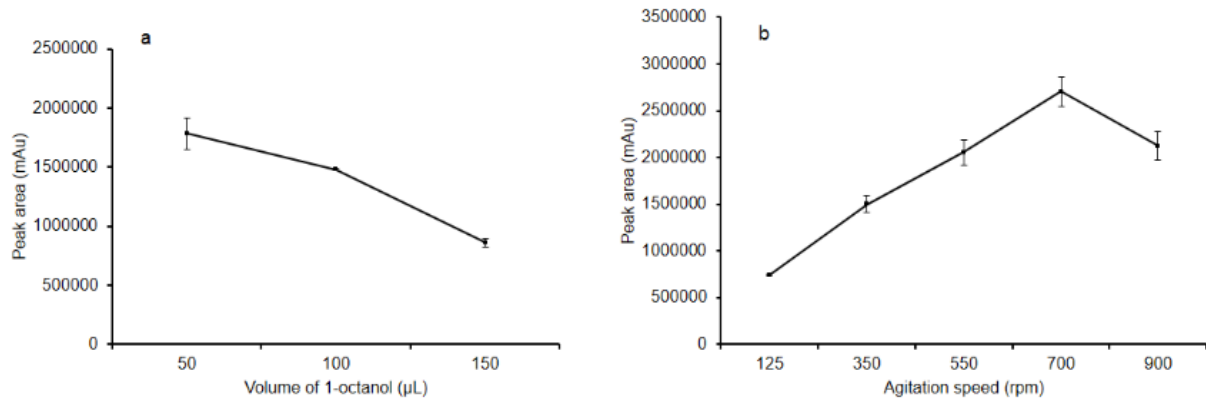 a
2500000
2000000
1500000
1000000
500000
0
Peak area (mAu)
50 100 150
Volume of 1-octanol (µL)
b
3500000
3000000
2500000
2000000
1500000
1000000
500000
0
Peak area (mAu)
125 350 550 700 900
Agitation speed (rpm)